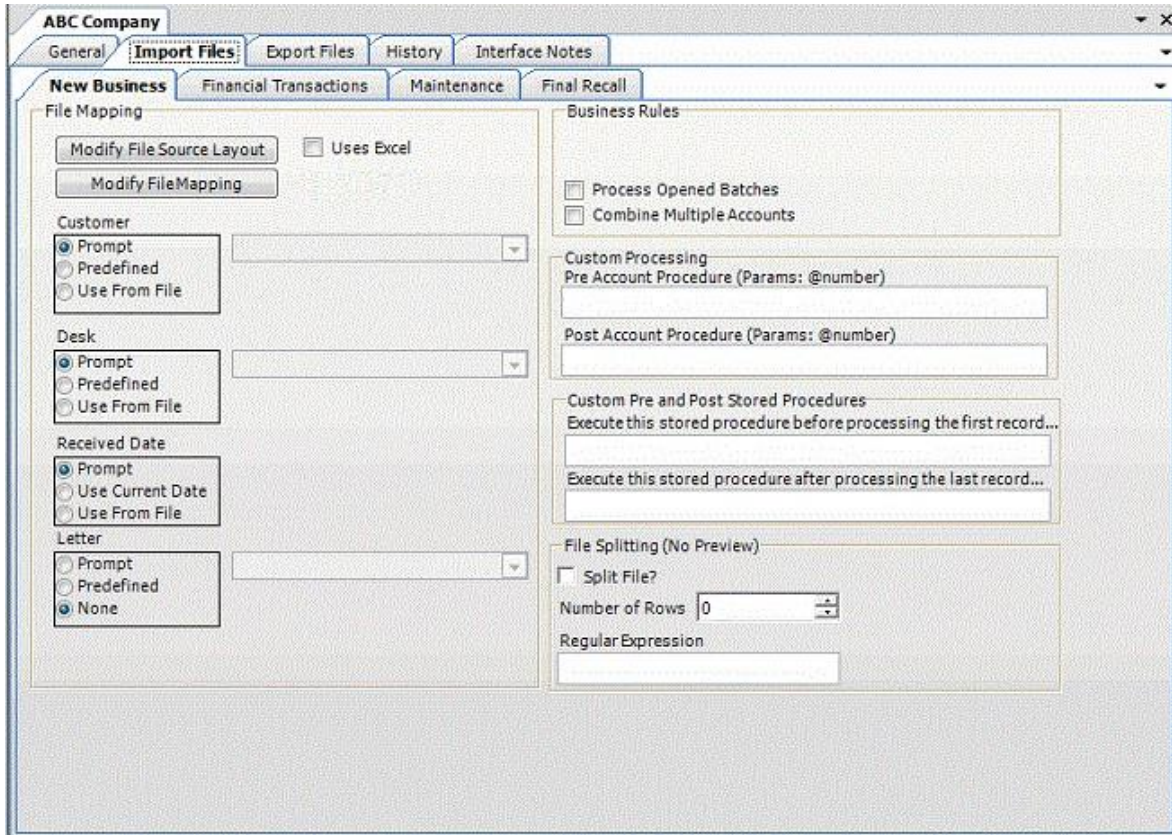 ABC Company
General Import Files Export Files History Interface Notes
New Business Financial Transactions Maintenance Final Recall
File Mapping
Modify File Source Layout Uses Excel
Modify FileMapping
Customer
Prompt
Predefined
Use From File
Desk
Prompt
Predefined
Use From File
Received Date
Prompt
Use Current Date
Use From File
Letter
Prompt
Predefined
None
Business Rules
Process Opened Batches
Combine Multiple Accounts
Custom Processing
Pre Account Procedure (Params: @number)
Post Account Procedure (Params: @number)
Custom Pre and Post Stored Procedures
Execute this stored procedure before processing the first record...
Execute this stored procedure after processing the last record...
File Splitting (No Preview)
Split File?
Number of Rows 0
Regular Expression